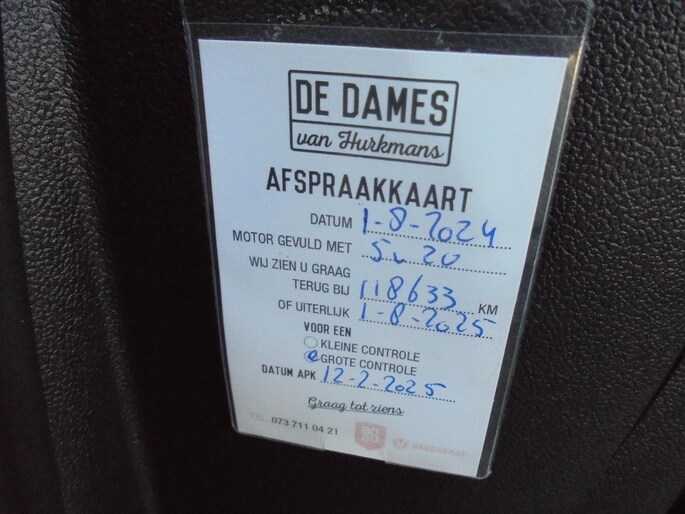 DE DAMES
van Hurkmans
AFSPRAAKKAART
DATUM 1-8-2024
MOTOR GEVULD MET 5w20
WIJ ZIEN U GRAAG
TERUG BIJ 118633 KM
OF UITERLIJK 1-8-2025
VOOR EEN
KLEINE CONTROLE
GROTE CONTROLE
DATUM APK 12-2-2025
Graag tot ziens
TEL. 073 711 04 21
VAKGARAGE